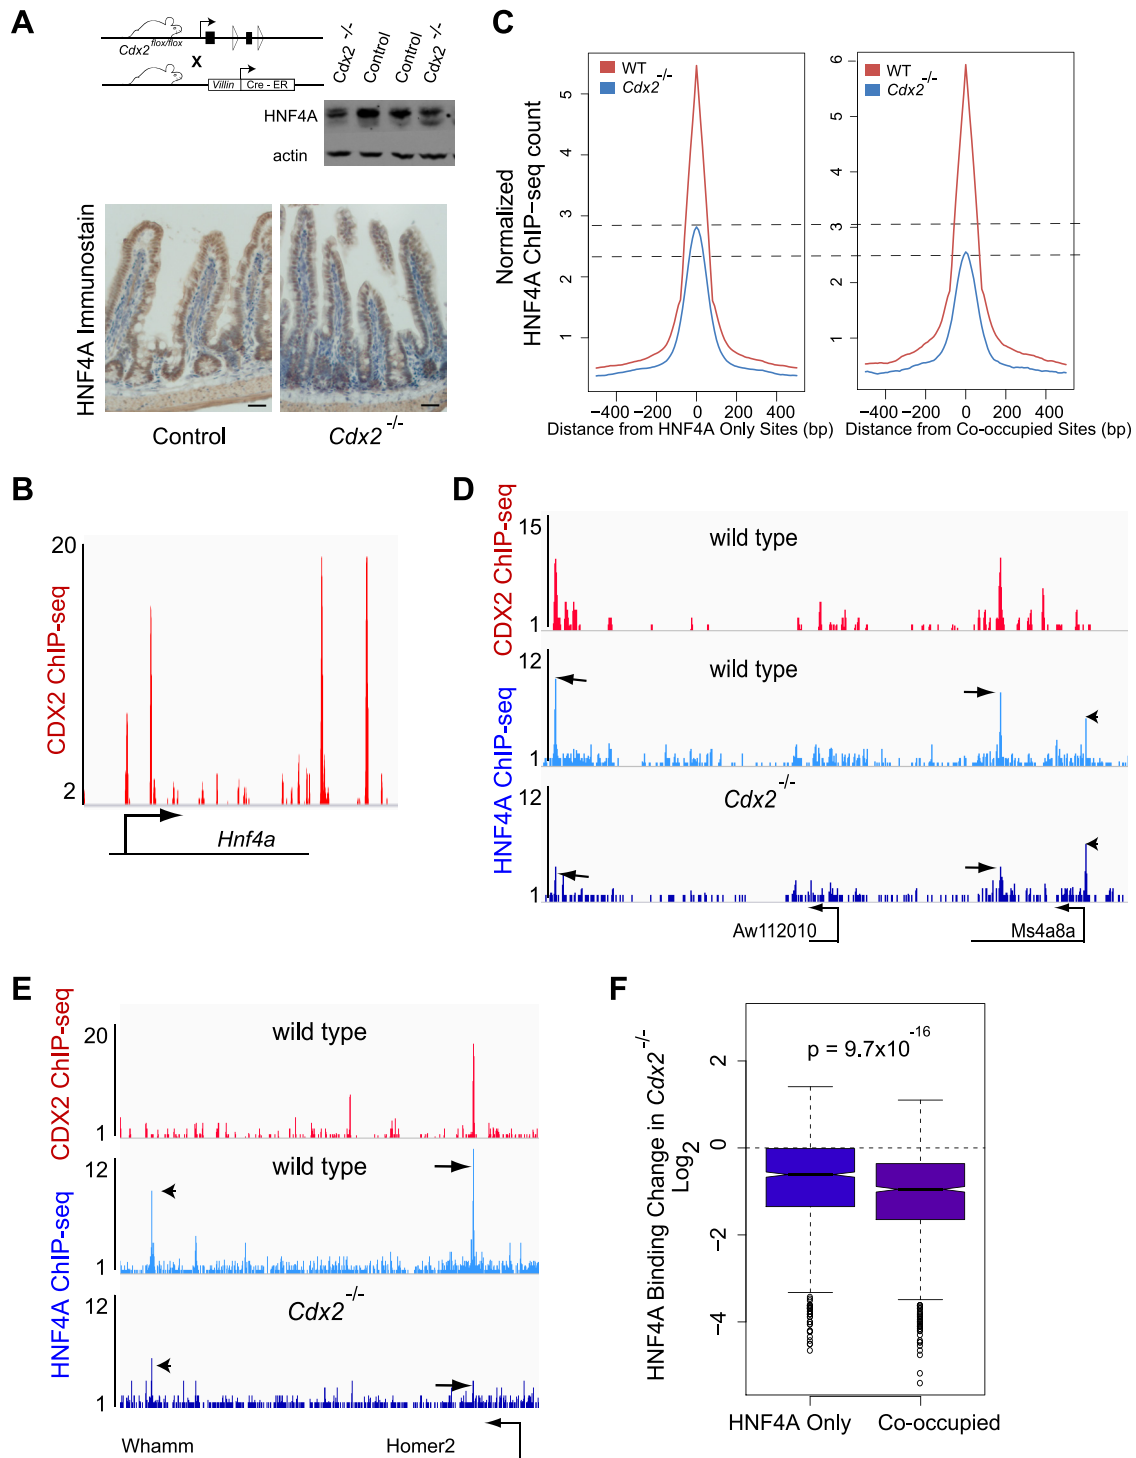 A
Cdx2 flox/flox
X
Villin Cre - ER
Cdx2 -/-
Control
Control
Cdx2 -/-
HNF4A
actin
HNF4A Immunostain
Control
Cdx2 -/-
B
CDX2 ChIP-seq
20
2
Hnf4a
C
Normalized
HNF4A ChIP-seq count
WT
Cdx2 -/-
5
4
3
2
1
−400 −200 0 200 400
Distance from HNF4A Only Sites (bp)
WT
Cdx2 -/-
6
5
4
3
2
1
−400 −200 0 200 400
Distance from Co-occupied Sites (bp)
D
CDX2 ChIP-seq
15
1
wild type
HNF4A ChIP-seq
12
1
wild type
12
1
Cdx2 -/-
Aw112010
Ms4a8a
E
CDX2 ChIP-seq
20
1
wild type
HNF4A ChIP-seq
12
1
wild type
12
1
Cdx2 -/-
Whamm
Homer2
F
HNF4A Binding Change in Cdx2 -/-
Log2
p = 9.7x10 -16
2
0
−2
−4
HNF4A Only
Co-occupied